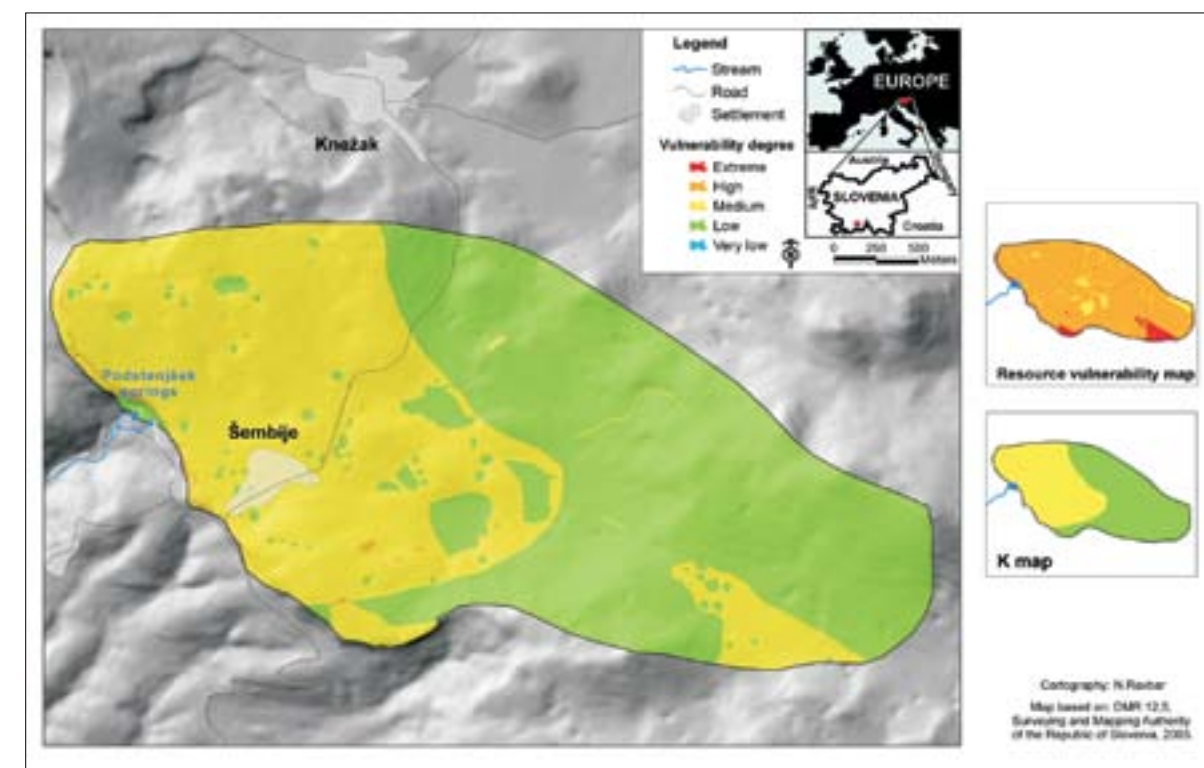 Legend
Stream
Road
Settlement
Vulnerability degree
Extreme
High
Medium
Low
Very low
EUROPE
Austria
SLOVENIA
Croatia
0 250 500
Meters
Knežak
Podstenjšek
springs
Šembije
Resource vulnerability map
K map
Cartography: N.Ravbar
Map based on: DMR 12,5,
Surveying and Mapping Authority
of the Republic of Slovenia, 2005.